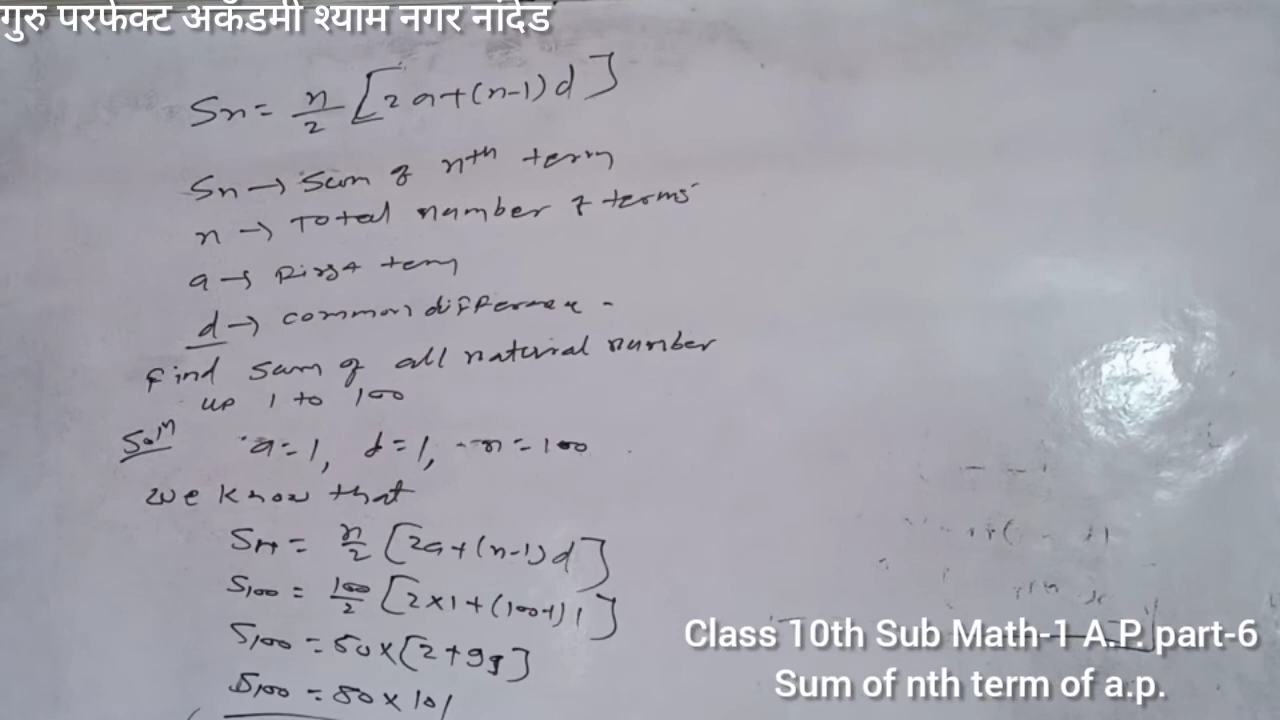 गुरु परफेक्ट अकॅडमी श्याम नगर नांदेड
Sn = n/2 [2a+(n-1)d]
Sn → Sum of nth term
n → Total number of terms
a → First term
d → common difference -
Find sum of all natural number
up 1 to 100
Soln a=1, d=1, n=100
we know that
Sn = n/2 [2a+(n-1)d]
S100 = 100/2 [2×1+(100-1)1]
S100 = 50×[2+99]
S100 = 50×101
Class 10th Sub Math-1 A.P. part-6
Sum of nth term of a.p.